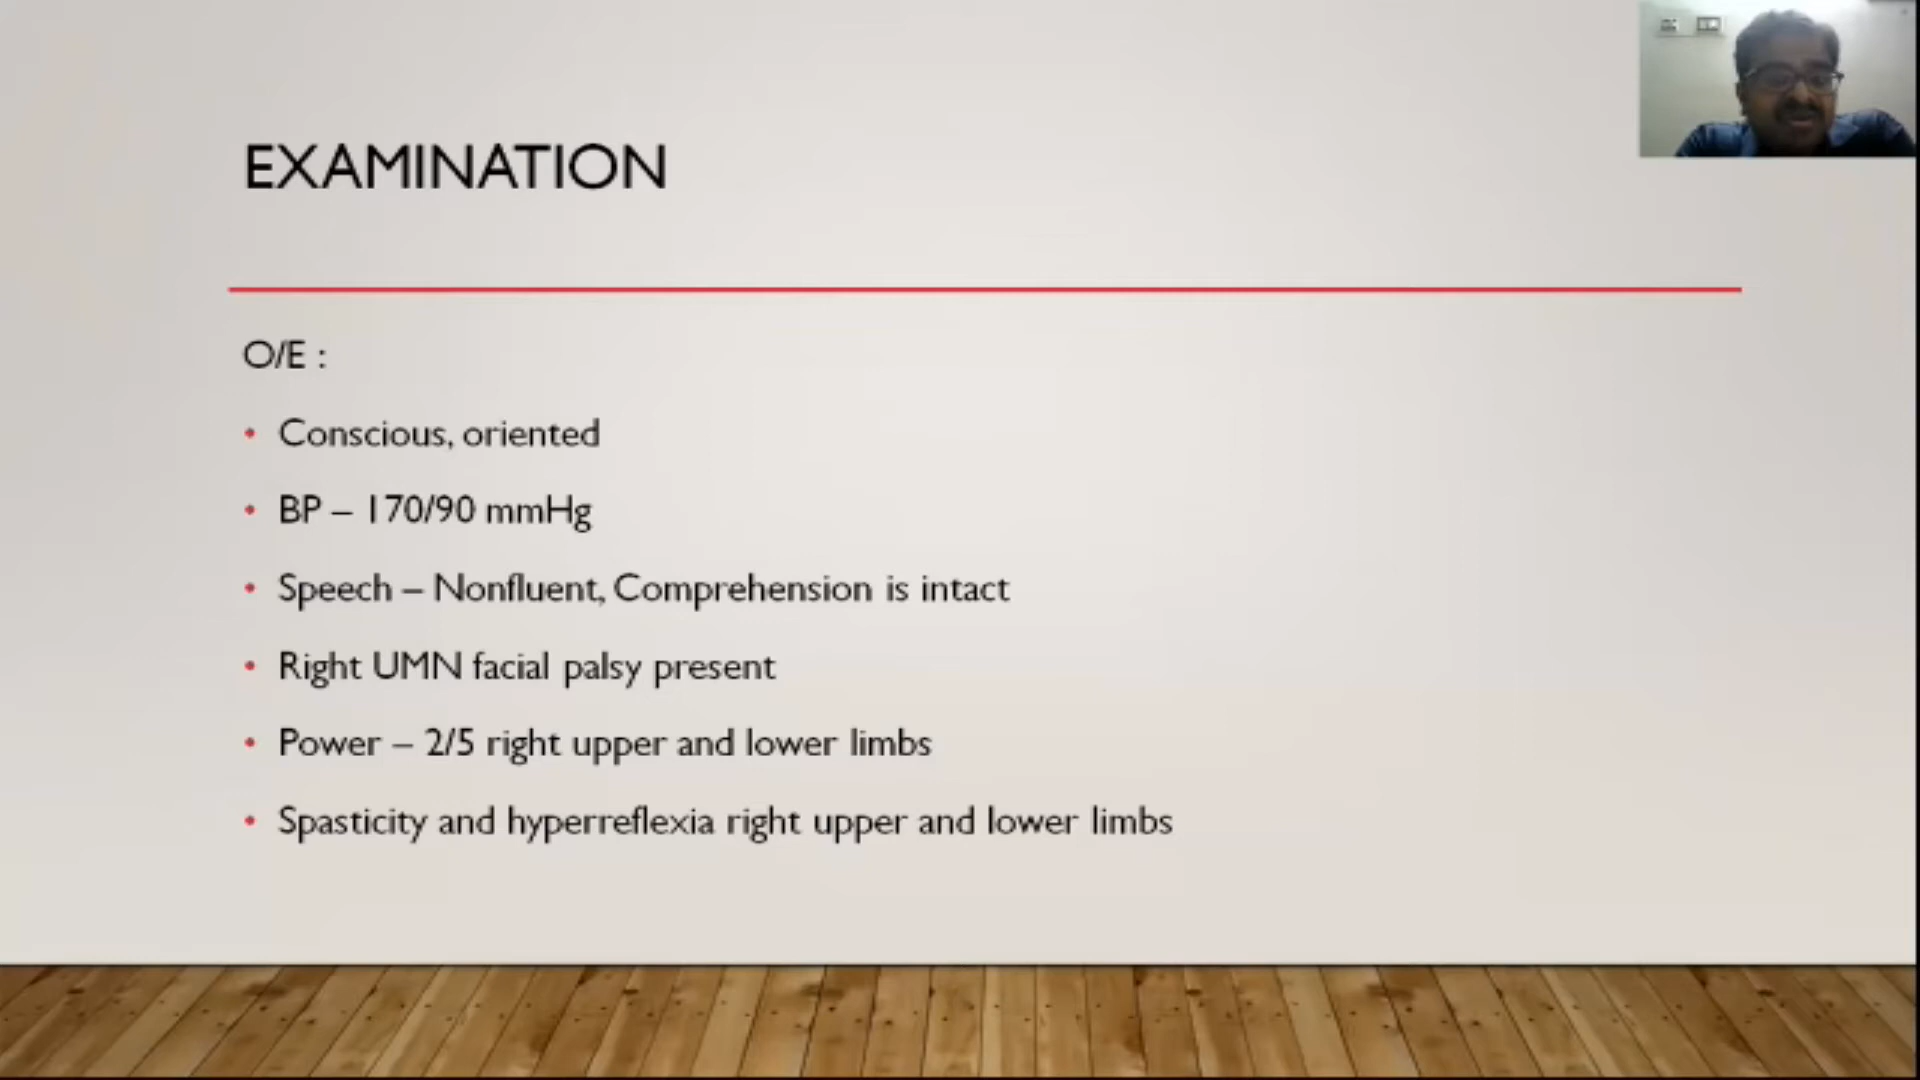 EXAMINATION
O/E :
• Conscious, oriented
• BP – 170/90 mmHg
• Speech – Nonfluent, Comprehension is intact
• Right UMN facial palsy present
• Power – 2/5 right upper and lower limbs
• Spasticity and hyperreflexia right upper and lower limbs